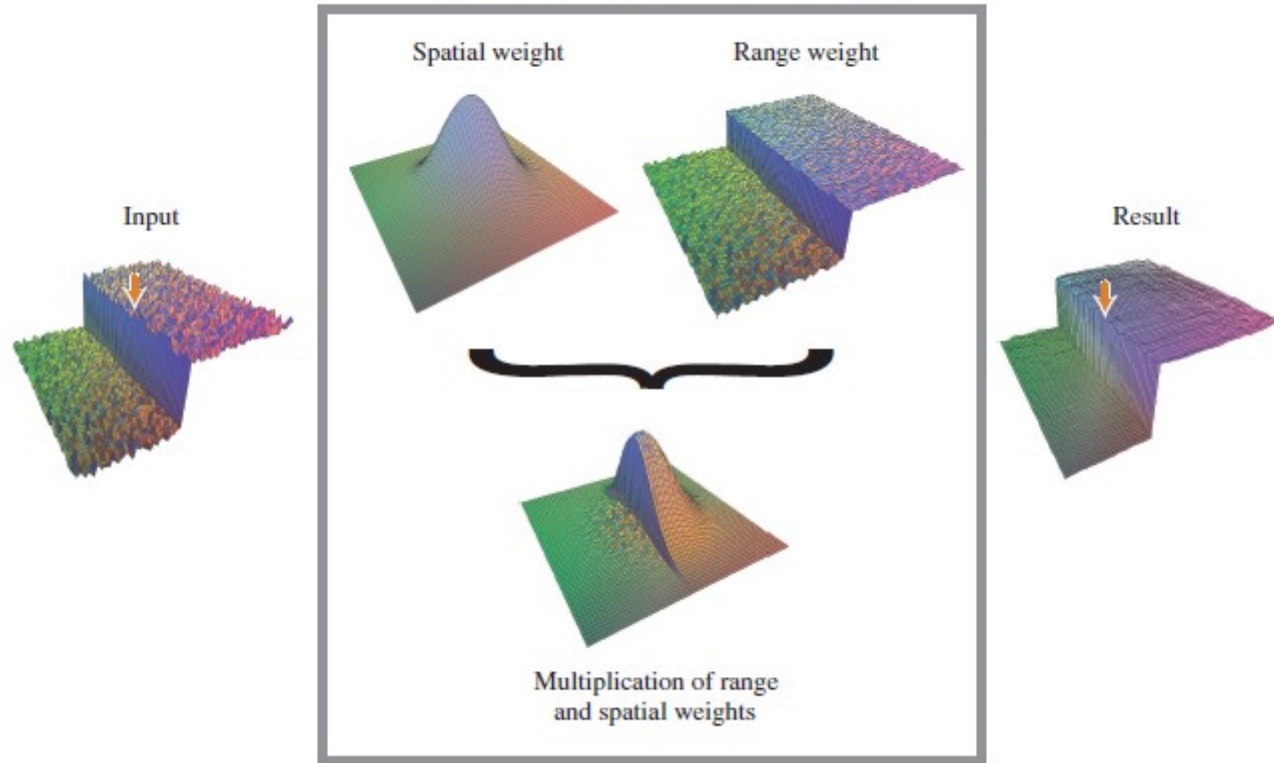 Spatial weight
Range weight
Input
Result
Multiplication of range
and spatial weights